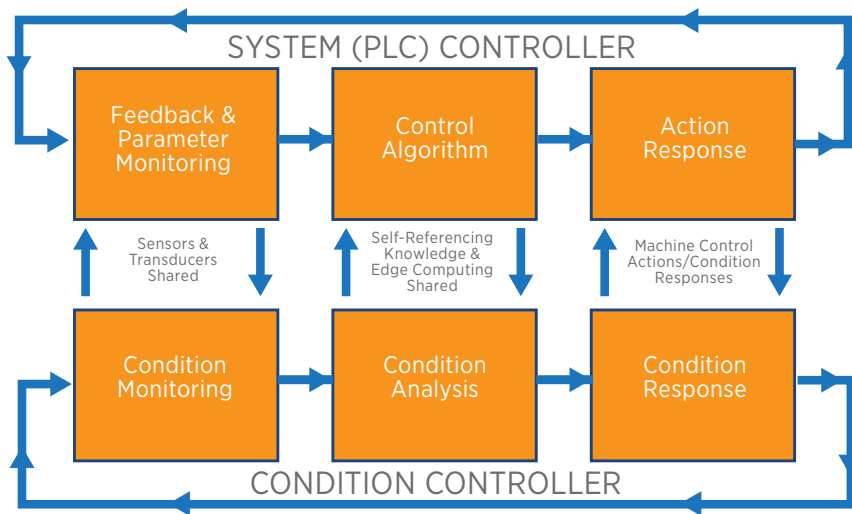 SYSTEM (PLC) CONTROLLER
Feedback &
Parameter
Monitoring
Control
Algorithm
Action
Response
Sensors &
Transducers
Shared
Self-Referencing
Knowledge &
Edge Computing
Shared
Machine Control
Actions/Condition
Responses
Condition
Monitoring
Condition
Analysis
Condition
Response
CONDITION CONTROLLER